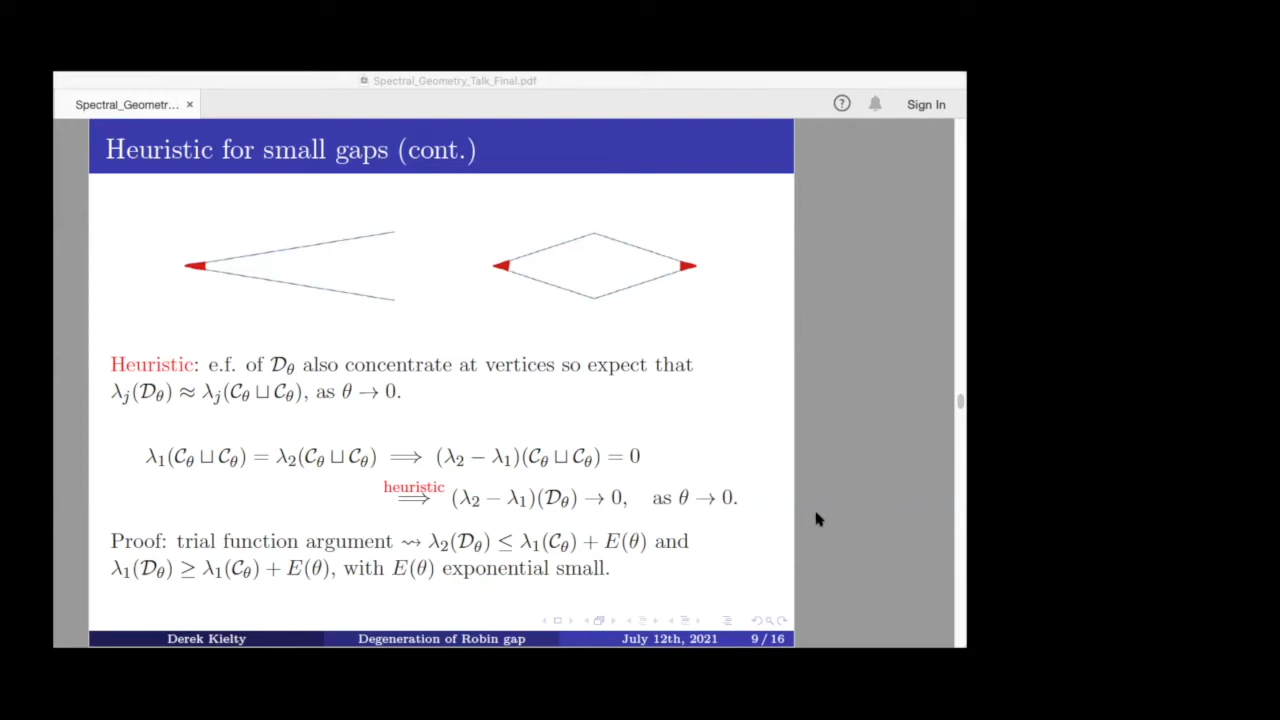 Spectral_Geometry_Talk_Final.pdf
Spectral_Geometr... ×
? Sign In
Heuristic for small gaps (cont.)
Heuristic: e.f. of 𝒟_θ also concentrate at vertices so expect that
λ_j(𝒟_θ) ≈ λ_j(𝒞_θ ⊔ 𝒞_θ), as θ → 0.
λ_1(𝒞_θ ⊔ 𝒞_θ) = λ_2(𝒞_θ ⊔ 𝒞_θ) ⟹ (λ_2 − λ_1)(𝒞_θ ⊔ 𝒞_θ) = 0
heuristic
⟹ (λ_2 − λ_1)(𝒟_θ) → 0, as θ → 0.
Proof: trial function argument ⇝ λ_2(𝒟_θ) ≤ λ_1(𝒞_θ) + E(θ) and
λ_1(𝒟_θ) ≥ λ_1(𝒞_θ) + E(θ), with E(θ) exponential small.
Derek Kielty Degeneration of Robin gap July 12th, 2021 9 / 16